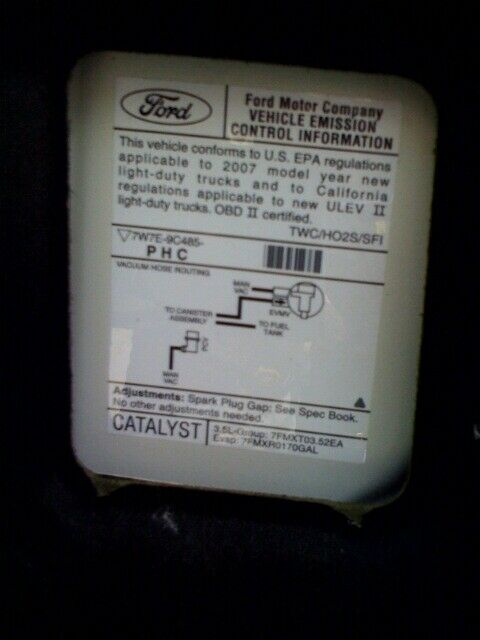 Ford
Ford Motor Company
VEHICLE EMISSION
CONTROL INFORMATION
This vehicle conforms to U.S. EPA regulations
applicable to 2007 model year new
light-duty trucks and to California
regulations applicable to new ULEV II
light-duty trucks. OBD II certified.
TWC/HO2S/SFI
7W7E-9C485-
PHC
VACUUM HOSE ROUTING
MAN
VAC
EVMV
TO CANISTER
ASSEMBLY
TO FUEL
TANK
MAN
VAC
Adjustments: Spark Plug Gap: See Spec Book.
No other adjustments needed.
CATALYST
3.5L-Group: 7FMXT03.52EA
Evap: 7FMXR0170GAL